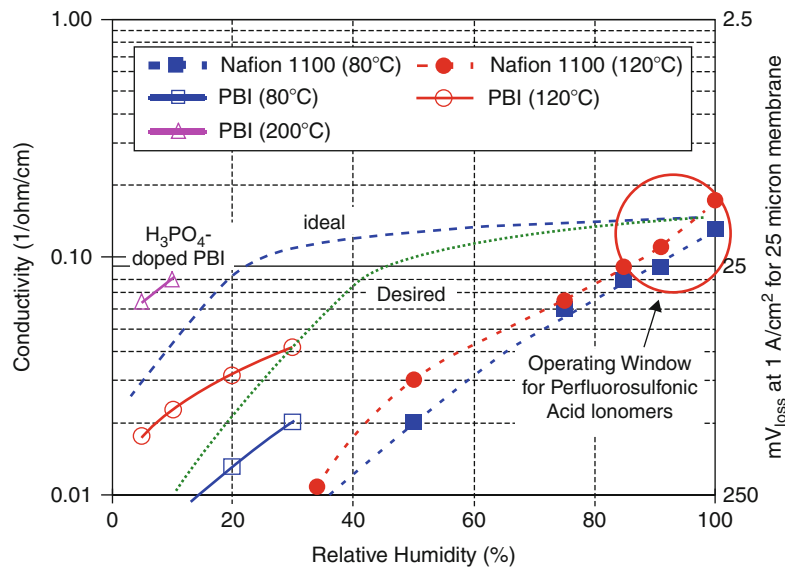 1.00
0.10
0.01
Conductivity (1/ohm/cm)
Nafion 1100 (80°C)
Nafion 1100 (120°C)
PBI (80°C)
PBI (120°C)
PBI (200°C)
H3PO4-
doped PBI
ideal
Desired
Operating Window
for Perfluorosulfonic
Acid Ionomers
2.5
25
250
mVloss at 1 A/cm² for 25 micron membrane
0
20
40
60
80
100
Relative Humidity (%)